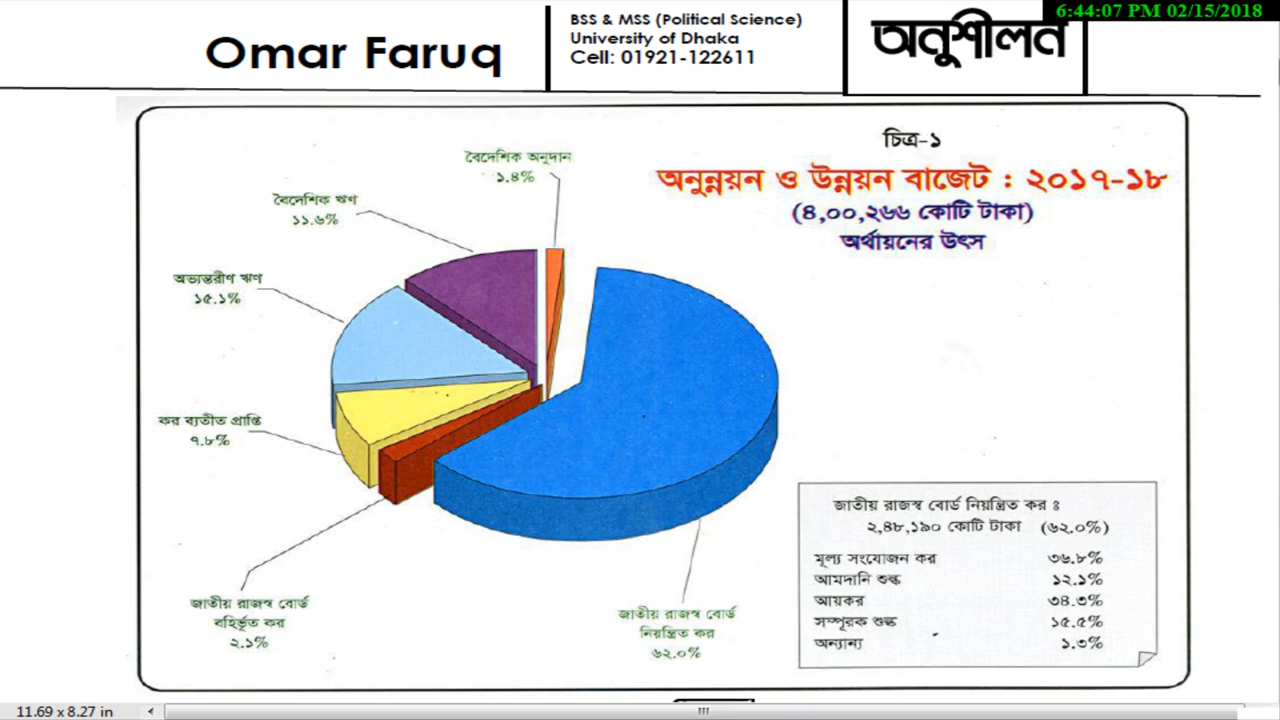 6:44:07 PM 02/15/2018
Omar Faruq
BSS & MSS (Political Science)
University of Dhaka
Cell: 01921-122611
অনুশীলন
চিত্র-১
অনুন্নয়ন ও উন্নয়ন বাজেট : ২০১৭-১৮
(৪,০০,২৬৬ কোটি টাকা)
অর্থায়নের উৎস
বৈদেশিক অনুদান
১.৪%
বৈদেশিক ঋণ
১১.৬%
অভ্যন্তরীণ ঋণ
১৫.১%
কর ব্যতীত প্রাপ্তি
৭.৮%
জাতীয় রাজস্ব বোর্ড
বহির্ভূত কর
২.১%
জাতীয় রাজস্ব বোর্ড
নিয়ন্ত্রিত কর
৬২.০%
জাতীয় রাজস্ব বোর্ড নিয়ন্ত্রিত কর ঃ
২,৪৮,১৯০ কোটি টাকা (৬২.০%)
মূল্য সংযোজন কর ৩৬.৮%
আমদানি শুল্ক ১২.১%
আয়কর ৩৪.৩%
সম্পূরক শুল্ক ১৫.৫%
অন্যান্য ১.৩%
11.69 x 8.27 in